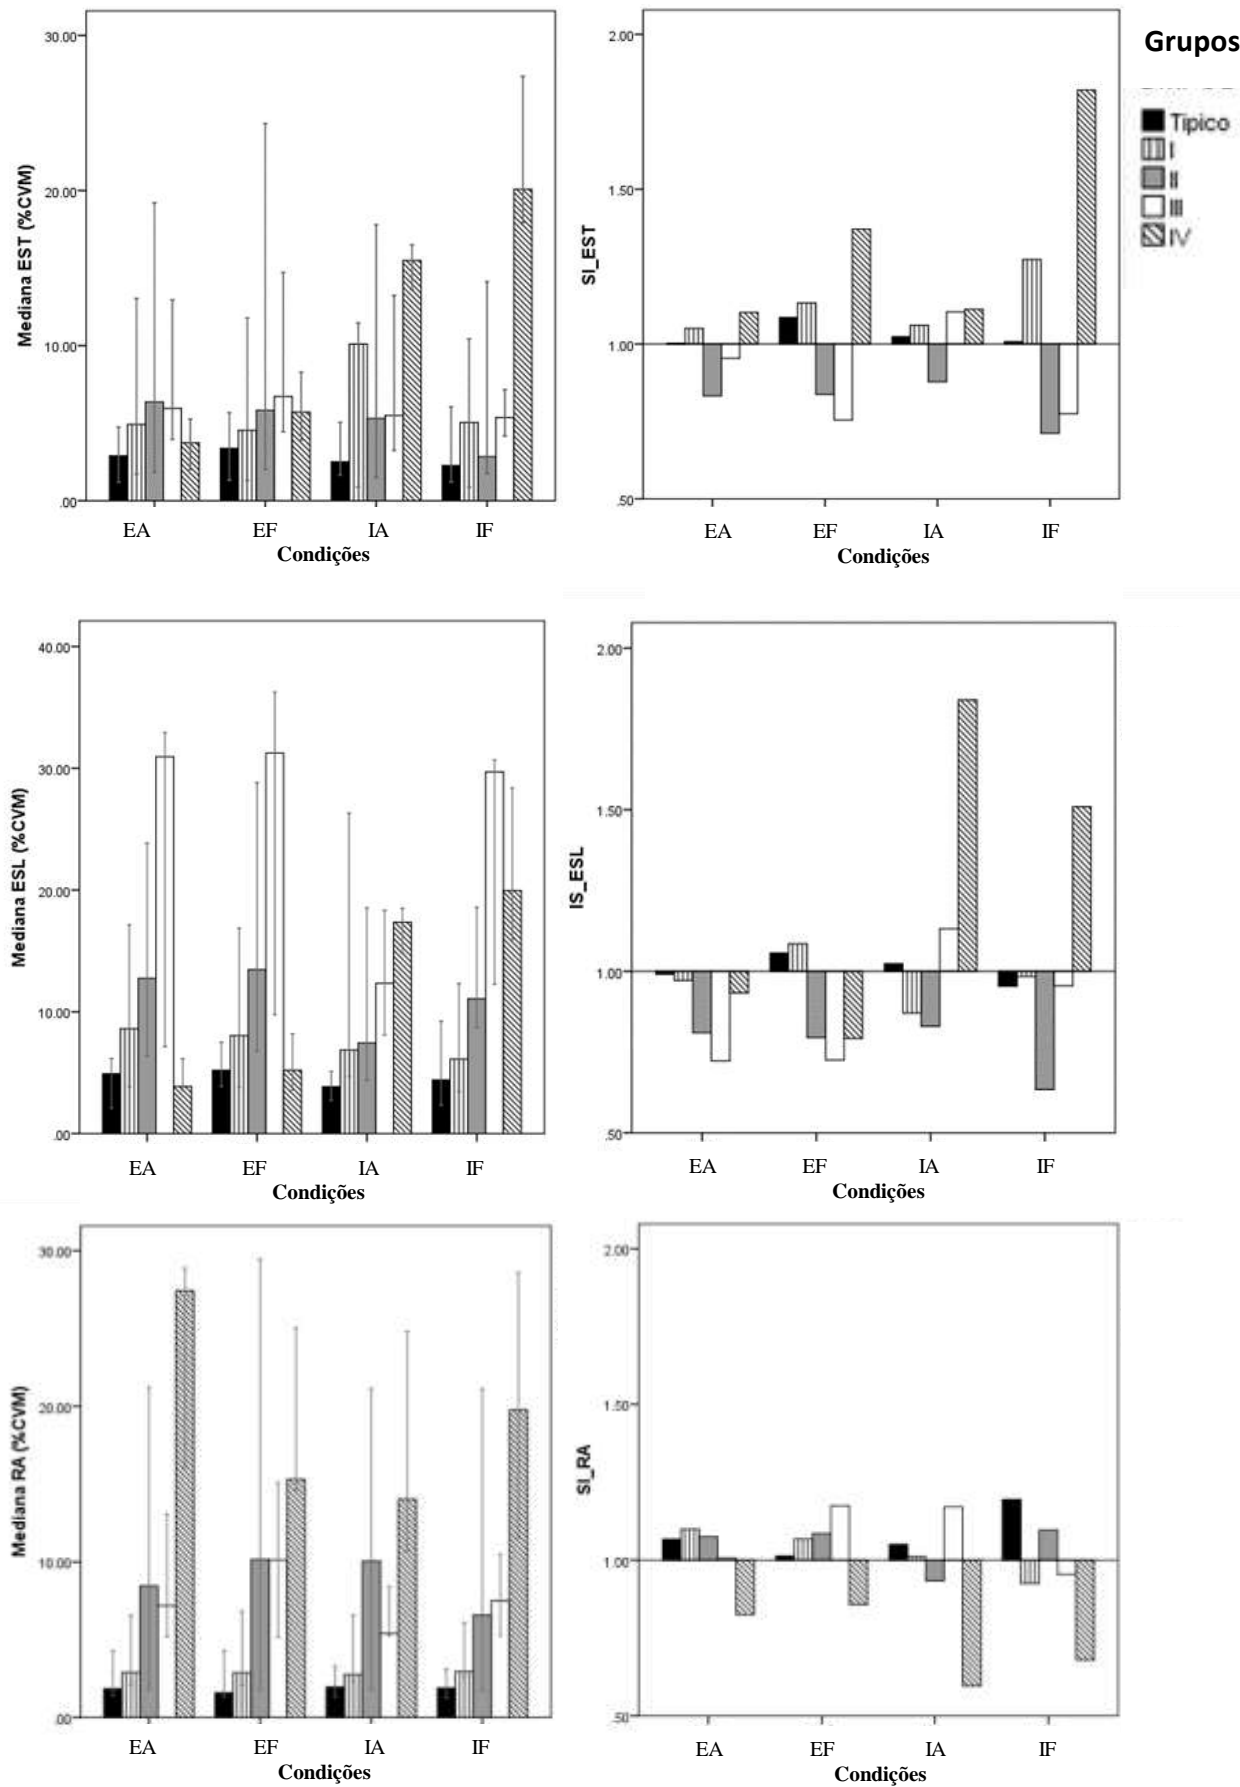 Grupos
Típico
I
II
III
IV
30.00
20.00
10.00
.00
Mediana EST (%CVM)
EA EF IA IF
Condições
2.00
1.50
1.00
.50
SI_EST
EA EF IA IF
Condições
40.00
30.00
20.00
10.00
.00
Mediana ESL (%CVM)
EA EF IA IF
Condições
2.00
1.50
1.00
.50
IS_ESL
EA EF IA IF
Condições
30.00
20.00
10.00
.00
Mediana RA (%CVM)
EA EF IA IF
Condições
2.00
1.50
1.00
.50
SI_RA
EA EF IA IF
Condições